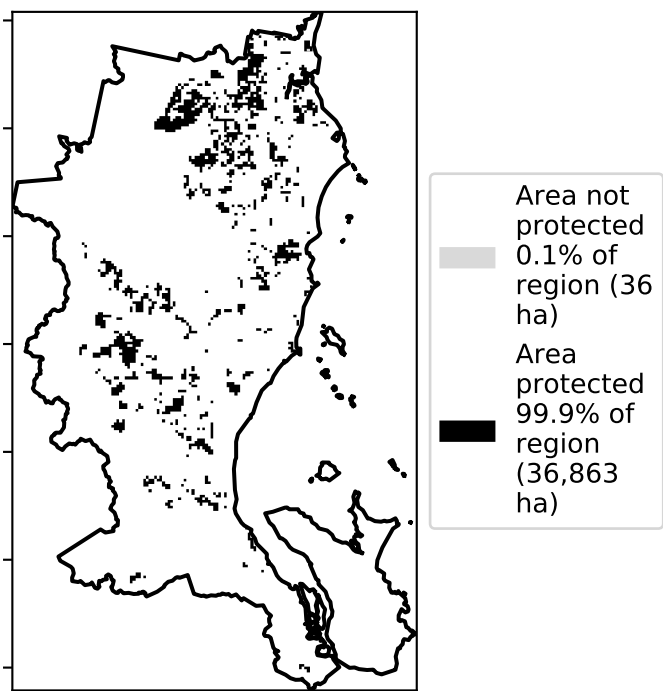 Area not
protected
0.1% of
region (36
ha)
Area
protected
99.9% of
region
(36,863
ha)